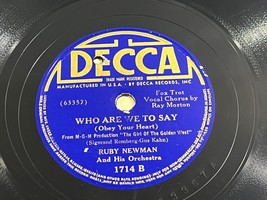 DECCA
TRADE MARK REGISTERED
MANUFACTURED IN U.S.A. - BY DECCA RECORDS, INC.
(63357)
Fox Trot
Vocal Chorus by
Ray Morton
WHO ARE WE TO SAY
(Obey Your Heart)
From M-G-M Production "The Girl Of The Golden West"
(Sigmund Romberg-Gus Kahn)
RUBY NEWMAN
And His Orchestra
1714 B